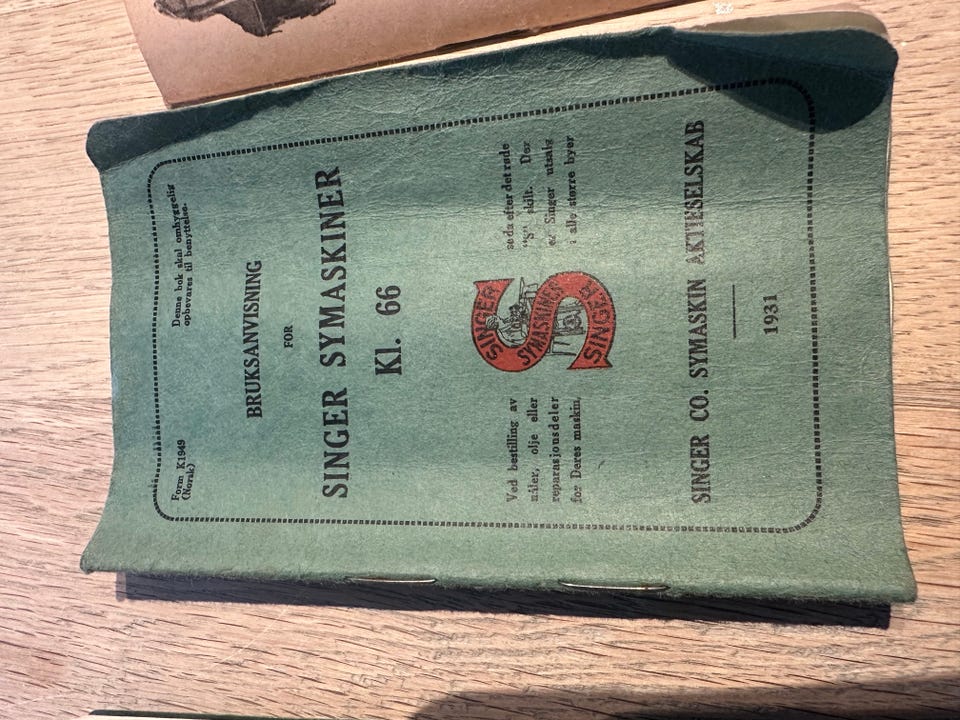 Form K1949
(Norsk)
Denne bok skal omhyggelig
opbevares til benyttelse.
BRUKSANVISNING
FOR
SINGER SYMASKINER
Kl. 66
Ved bestilling av
nåler, olje eller
reparasjonsdeler
for Deres maskin,
SINGER
SYMASKINER
SINGER
se da efter det røde
"S" skilt. Der
er Singer utsalg
i alle større byer
SINGER CO. SYMASKIN AKTIESELSKAB
1931